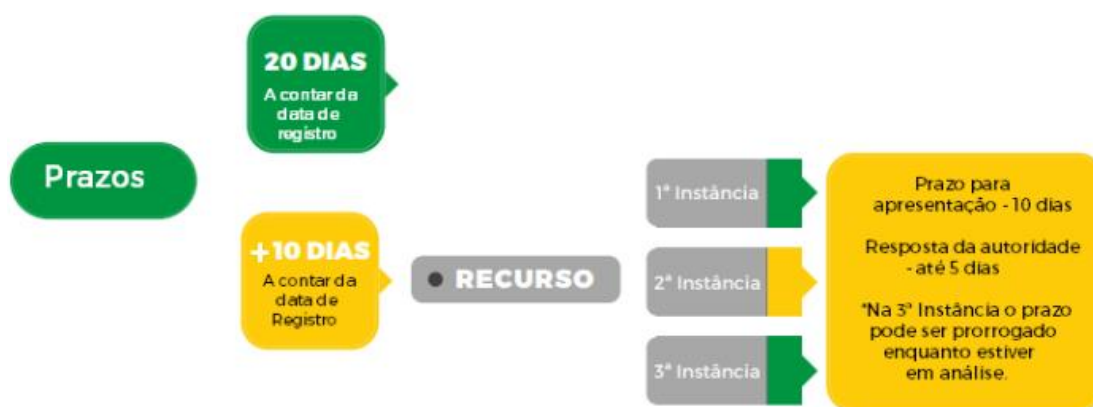 Prazos
20 DIAS
A contar da
data de
registro
+10 DIAS
A contar da
data de
Registro
• RECURSO
1ª Instância
2ª Instância
3ª Instância
Prazo para
apresentação - 10 dias
Resposta da autoridade
- até 5 dias
*Na 3ª Instância o prazo
pode ser prorrogado
enquanto estiver
em análise.